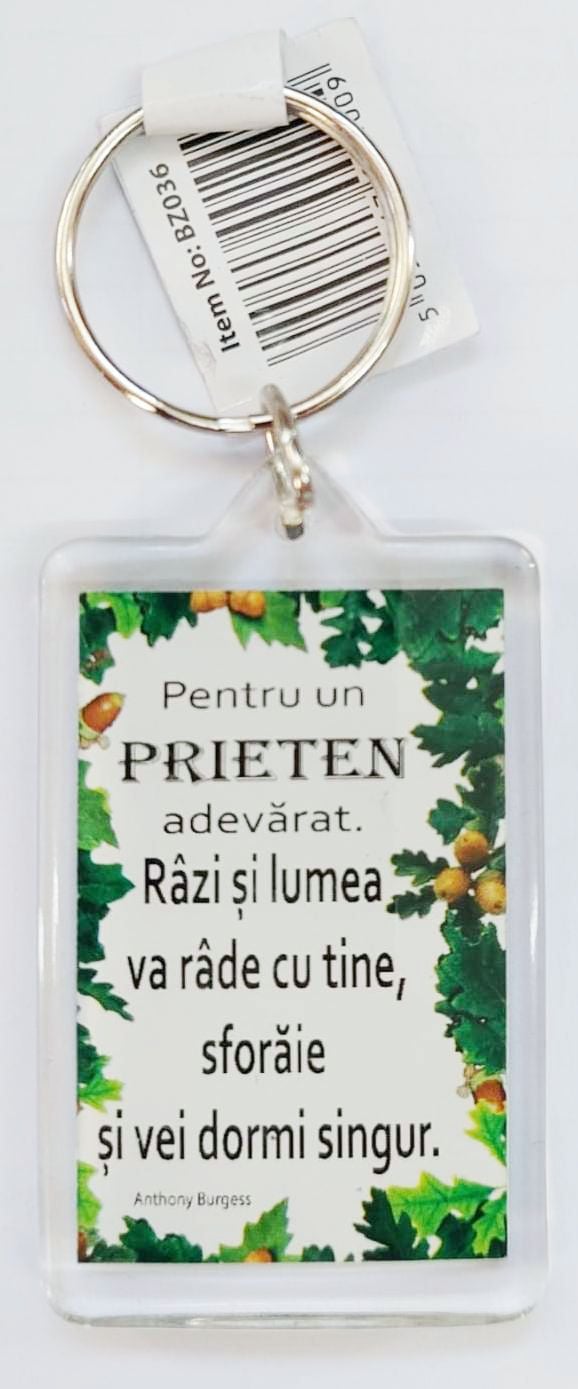 Item No: BZ036
Pentru un
PRIETEN
adevărat.
Râzi și lumea
va râde cu tine,
sforăie
și vei dormi singur.
Anthony Burgess